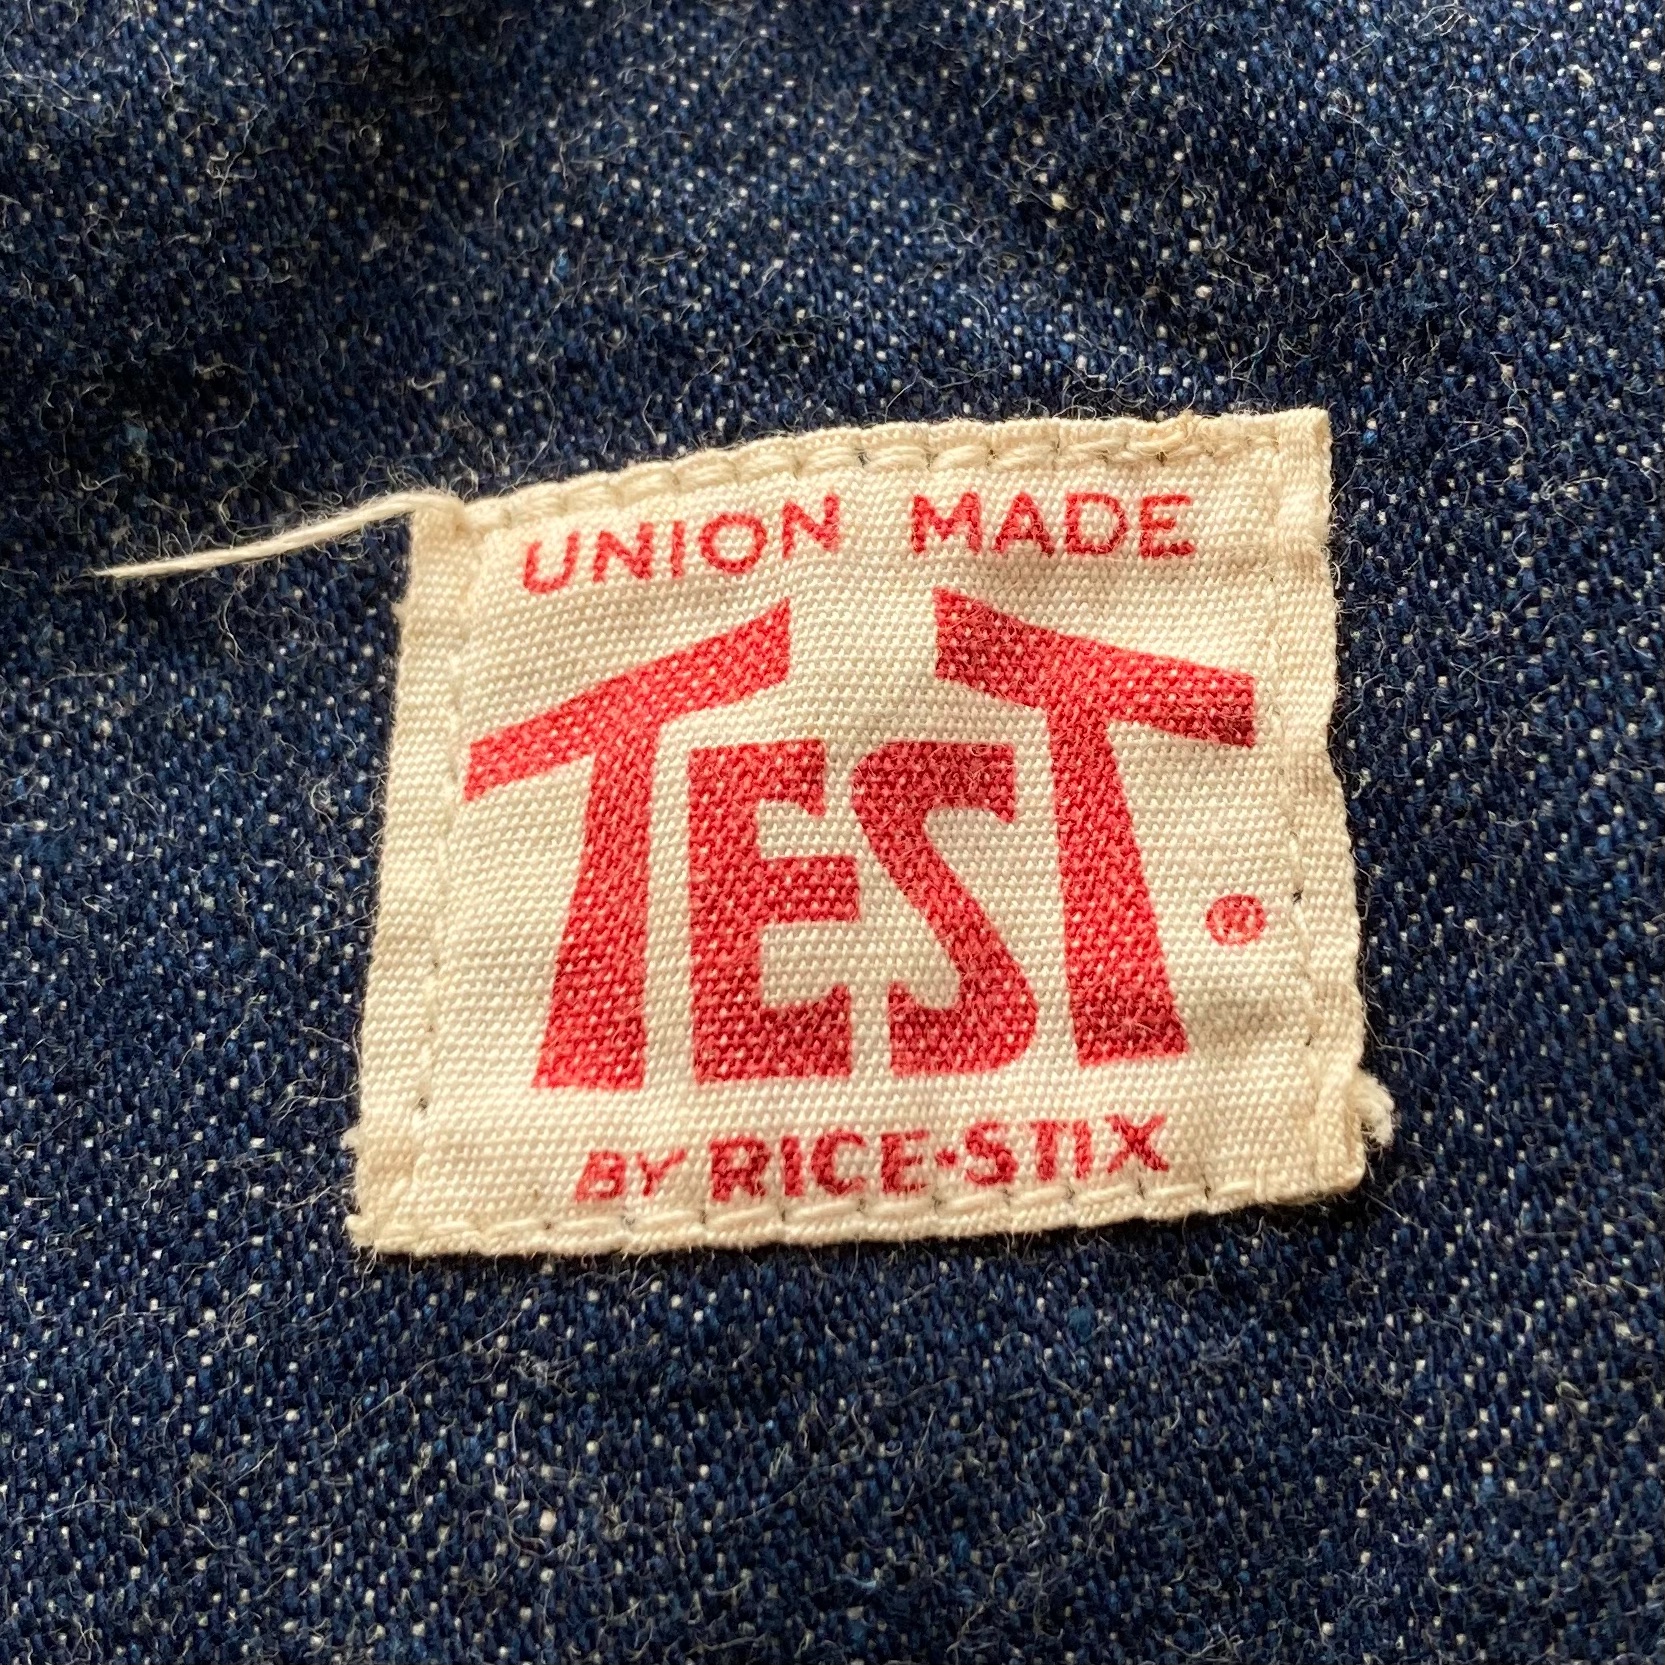 UNION MADE
TEST ®
BY RICE-STIX